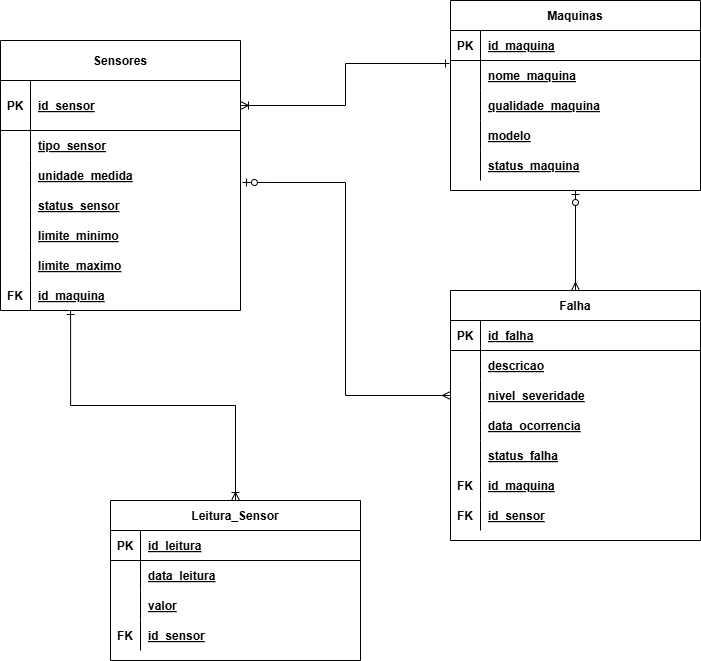 Maquinas
PK id_maquina
nome_maquina
qualidade_maquina
modelo
status_maquina
Sensores
PK id_sensor
tipo_sensor
unidade_medida
status_sensor
limite_minimo
limite_maximo
FK id_maquina
Falha
PK id_falha
descricao
nivel_severidade
data_ocorrencia
status_falha
FK id_maquina
FK id_sensor
Leitura_Sensor
PK id_leitura
data_leitura
valor
FK id_sensor